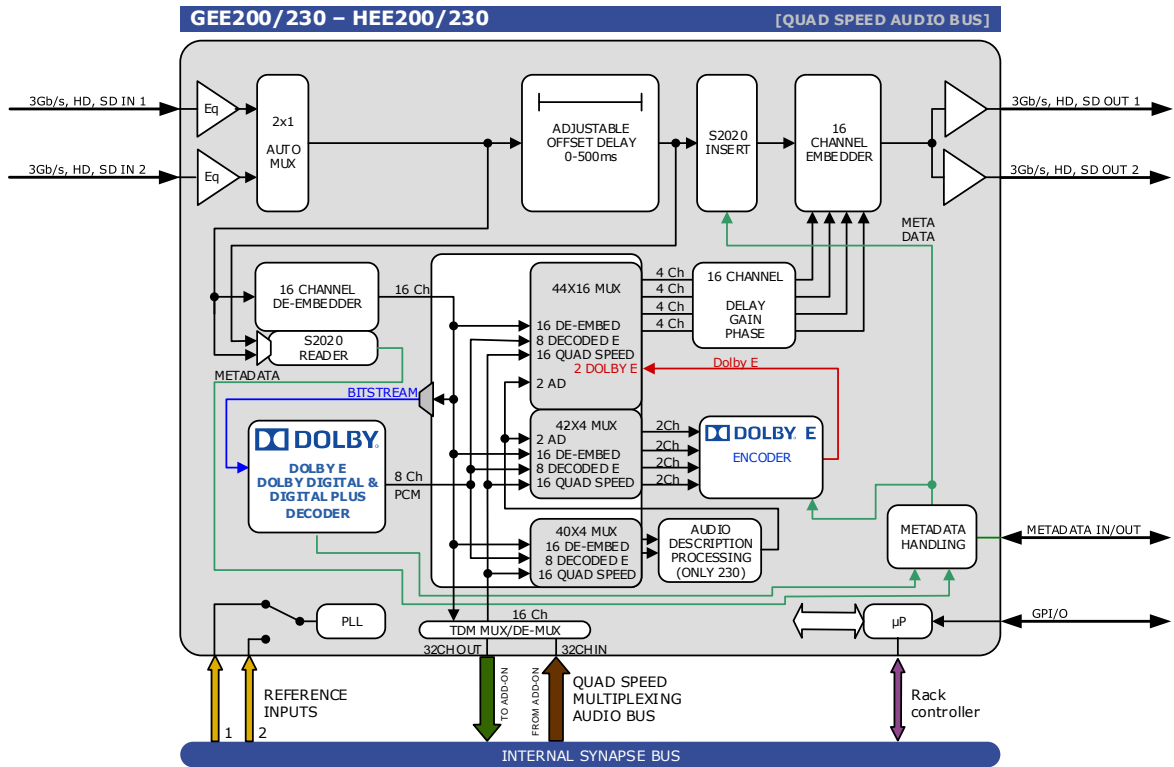 GEE200/230 – HEE200/230
[QUAD SPEED AUDIO BUS]
3Gb/s, HD, SD IN 1
Eq
2x1
AUTO
MUX
ADJUSTABLE
OFFSET DELAY
0-500ms
S2020
INSERT
16
CHANNEL
EMBEDDER
3Gb/s, HD, SD OUT 1
3Gb/s, HD, SD IN 2
Eq
3Gb/s, HD, SD OUT 2
META
DATA
16 CHANNEL
DE-EMBEDDER
16 Ch
S2020
READER
METADATA
44X16 MUX
16 DE-EMBED
8 DECODED E
16 QUAD SPEED
2 DOLBY E
2 AD
4 Ch
4 Ch
4 Ch
4 Ch
16 CHANNEL
DELAY
GAIN
PHASE
Dolby E
BITSTREAM
DOLBY
DOLBY E
DOLBY DIGITAL &
DIGITAL PLUS
DECODER
8 Ch
PCM
42X4 MUX
2 AD
16 DE-EMBED
8 DECODED E
16 QUAD SPEED
2Ch
2Ch
2Ch
2Ch
DOLBY E
ENCODER
40X4 MUX
16 DE-EMBED
8 DECODED E
16 QUAD SPEED
AUDIO
DESCRIPTION
PROCESSING
(ONLY 230)
METADATA
HANDLING
METADATA IN/OUT
PLL
16 Ch
TDM MUX/DE-MUX
32CH OUT
32CH IN
µP
GPI/O
REFERENCE
INPUTS
1
2
TO ADD-ON
FROM ADD-ON
QUAD SPEED
MULTIPLEXING
AUDIO BUS
Rack
controller
INTERNAL SYNAPSE BUS